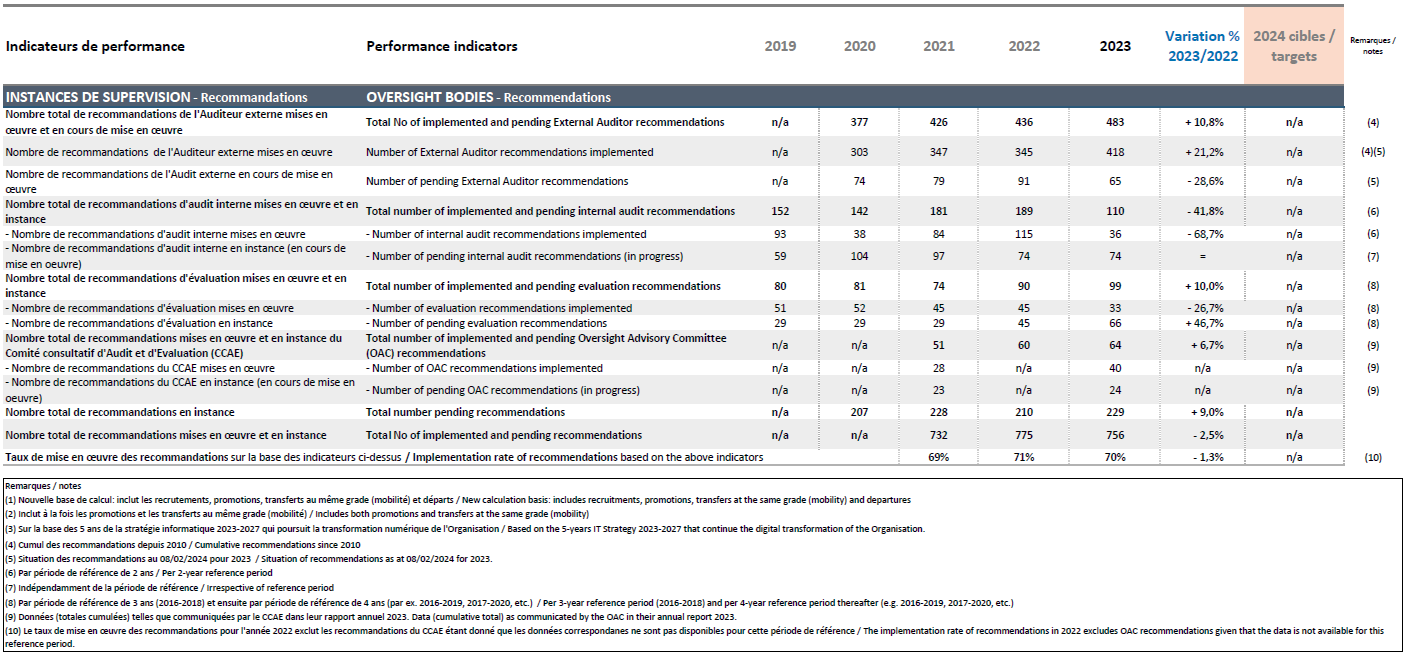 Indicateurs de performance Performance indicators 2019 2020 2021 2022 2023 Variation % 2023/2022 2024 cibles / targets Remarques / notes
INSTANCES DE SUPERVISION - Recommandations OVERSIGHT BODIES - Recommendations
Nombre total de recommandations de l'Auditeur externe mises en œuvre et en cours de mise en œuvre Total No of implemented and pending External Auditor recommendations n/a 377 426 436 483 + 10,8% n/a (4)
Nombre de recommandations de l'Auditeur externe mises en œuvre Number of External Auditor recommendations implemented n/a 303 347 345 418 + 21,2% n/a (4)(5)
Nombre de recommandations de l'Audit externe en cours de mise en œuvre Number of pending External Auditor recommendations n/a 74 79 91 65 - 28,6% n/a (5)
Nombre total de recommandations d'audit interne mises en œuvre et en instance Total number of implemented and pending internal audit recommendations 152 142 181 189 110 - 41,8% n/a (6)
- Nombre de recommandations d'audit interne mises en œuvre - Number of internal audit recommendations implemented 93 38 84 115 36 - 68,7% n/a (6)
- Nombre de recommandations d'audit interne en instance (en cours de mise en oeuvre) - Number of pending internal audit recommendations (in progress) 59 104 97 74 74 = n/a (7)
Nombre total de recommandations d'évaluation mises en œuvre et en instance Total number of implemented and pending evaluation recommendations 80 81 74 90 99 + 10,0% n/a (8)
- Nombre de recommandations d'évaluation mises en œuvre - Number of evaluation recommendations implemented 51 52 45 45 33 - 26,7% n/a (8)
- Nombre de recommandations d'évaluation en instance - Number of pending evaluation recommendations 29 29 29 45 66 + 46,7% n/a (8)
Nombre total de recommandations mises en œuvre et en instance du Comité consultatif d'Audit et d'Evaluation (CCAE) Total number of implemented and pending Oversight Advisory Committee (OAC) recommendations n/a n/a 51 60 64 + 6,7% n/a (9)
- Nombre de recommandations du CCAE mises en œuvre - Number of OAC recommendations implemented n/a n/a 28 n/a 40 n/a n/a (9)
- Nombre de recommandations du CCAE en instance (en cours de mise en oeuvre) - Number of pending OAC recommendations (in progress) n/a n/a 23 n/a 24 n/a n/a (9)
Nombre total de recommandations en instance Total number pending recommendations n/a 207 228 210 229 + 9,0% n/a
Nombre total de recommandations mises en œuvre et en instance Total No of implemented and pending recommendations n/a n/a 732 775 756 - 2,5% n/a
Taux de mise en œuvre des recommandations sur la base des indicateurs ci-dessus / Implementation rate of recommendations based on the above indicators 69% 71% 70% - 1,3% n/a (10)
Remarques / notes
(1) Nouvelle base de calcul: inclut les recrutements, promotions, transferts au même grade (mobilité) et départs / New calculation basis: includes recruitments, promotions, transfers at the same grade (mobility) and departures
(2) Inclut à la fois les promotions et les transferts au même grade (mobilité) / Includes both promotions and transfers at the same grade (mobility)
(3) Sur la base des 5 ans de la stratégie informatique 2023-2027 qui poursuit la transformation numérique de l'Organisation / Based on the 5-years IT Strategy 2023-2027 that continue the digital transformation of the Organisation.
(4) Cumul des recommandations depuis 2010 / Cumulative recommendations since 2010
(5) Situation des recommandations au 08/02/2024 pour 2023 / Situation of recommendations as at 08/02/2024 for 2023.
(6) Par période de référence de 2 ans / Per 2-year reference period
(7) Indépendamment de la période de référence / Irrespective of reference period
(8) Par période de référence de 3 ans (2016-2018) et ensuite par période de référence de 4 ans (par ex. 2016-2019, 2017-2020, etc.) / Per 3-year reference period (2016-2018) and per 4-year reference period thereafter (e.g. 2016-2019, 2017-2020, etc.)
(9) Données (totales cumulées) telles que communiquées par le CCAE dans leur rapport annuel 2023. Data (cumulative total) as communicated by the OAC in their annual report 2023.
(10) Le taux de mise en œuvre des recommandations pour l'année 2022 exclut les recommandations du CCAE étant donné que les données correspondanes ne sont pas disponibles pour cette période de référence / The implementation rate of recommendations in 2022 excludes OAC recommendations given that the data is not available for this
reference period.